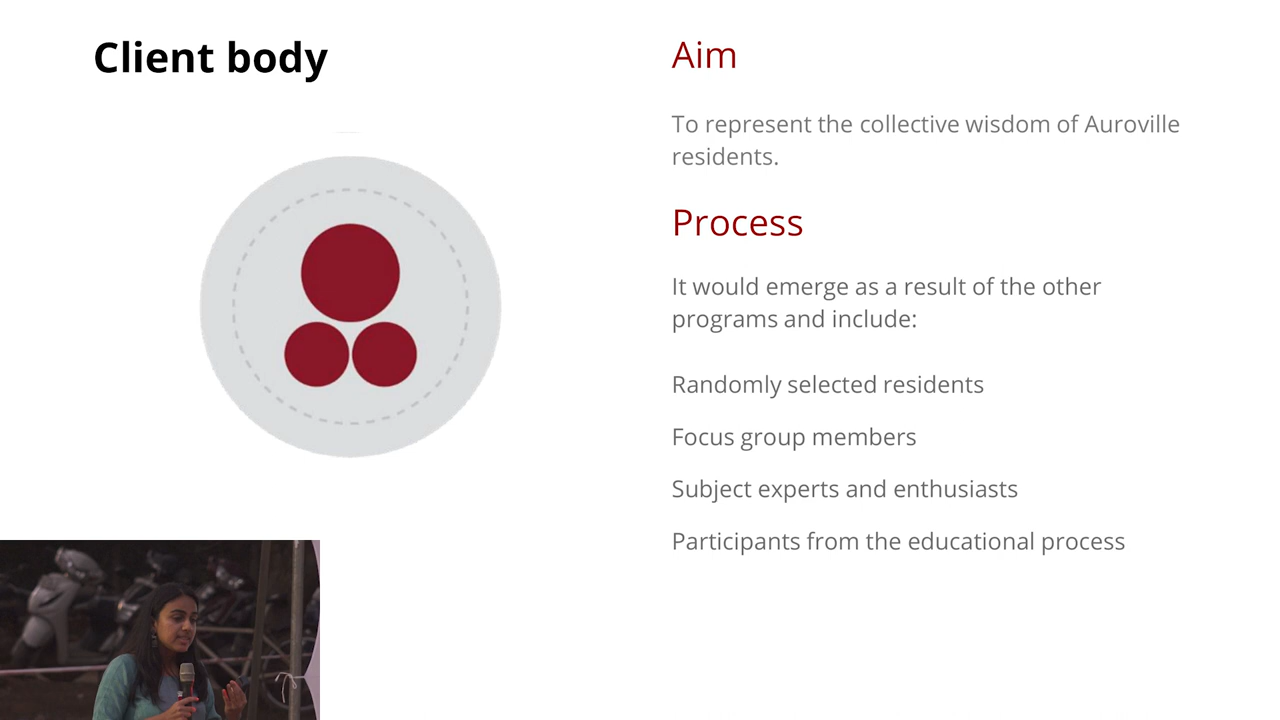 Client body
Aim
To represent the collective wisdom of Auroville
residents.
Process
It would emerge as a result of the other
programs and include:
Randomly selected residents
Focus group members
Subject experts and enthusiasts
Participants from the educational process